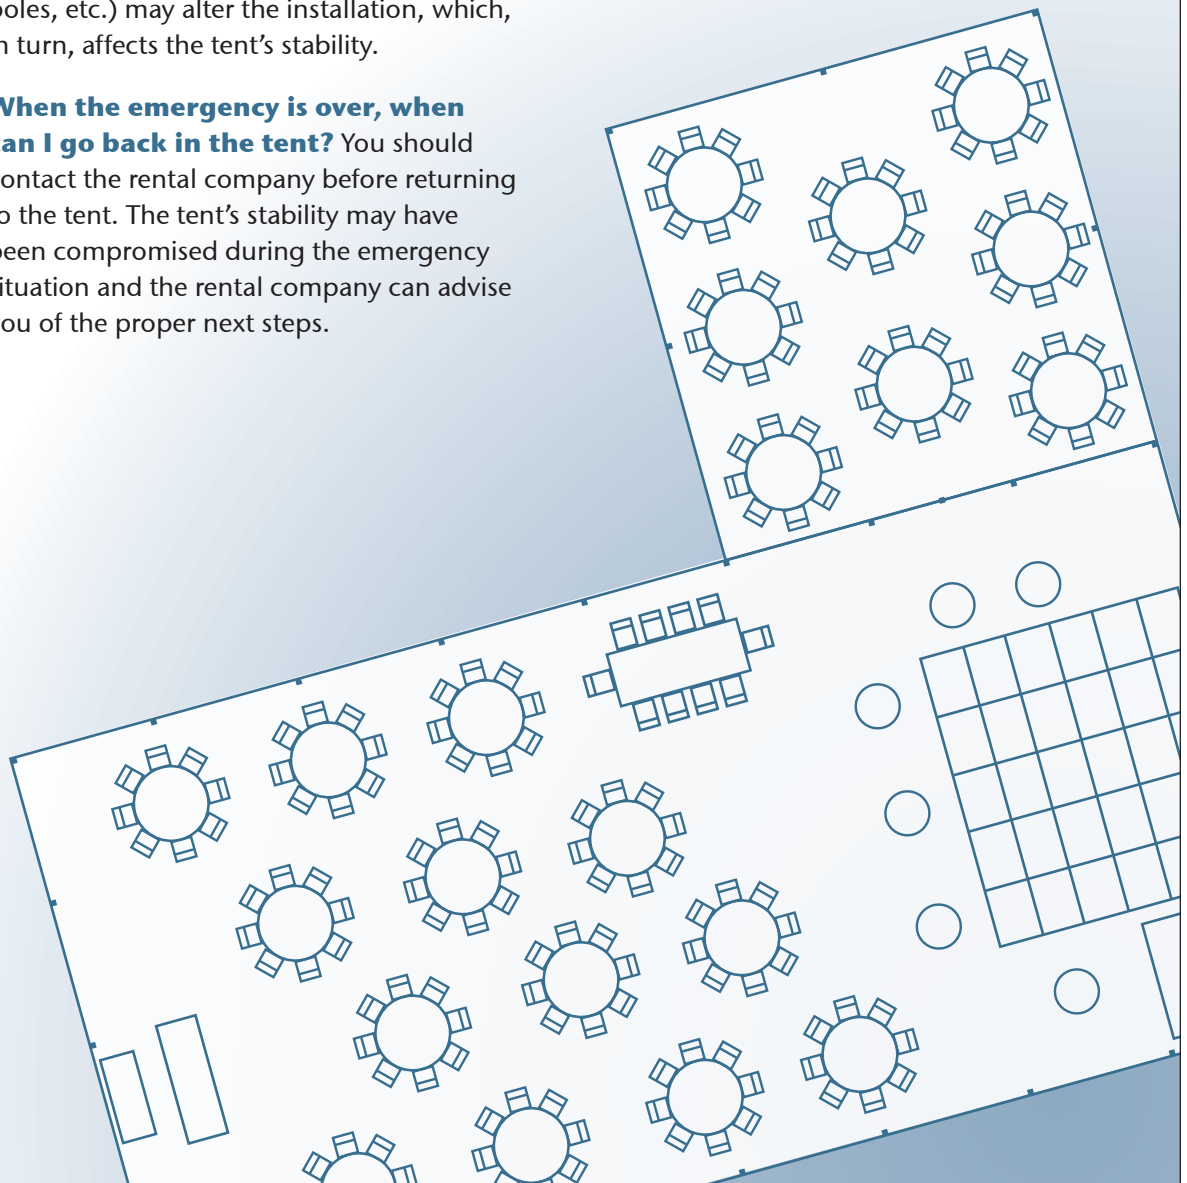 oles, etc.) may alter the installation, which,
n turn, affects the tent’s stability.
When the emergency is over, when
an I go back in the tent? You should
ontact the rental company before returning
o the tent. The tent’s stability may have
een compromised during the emergency
ituation and the rental company can advise
ou of the proper next steps.